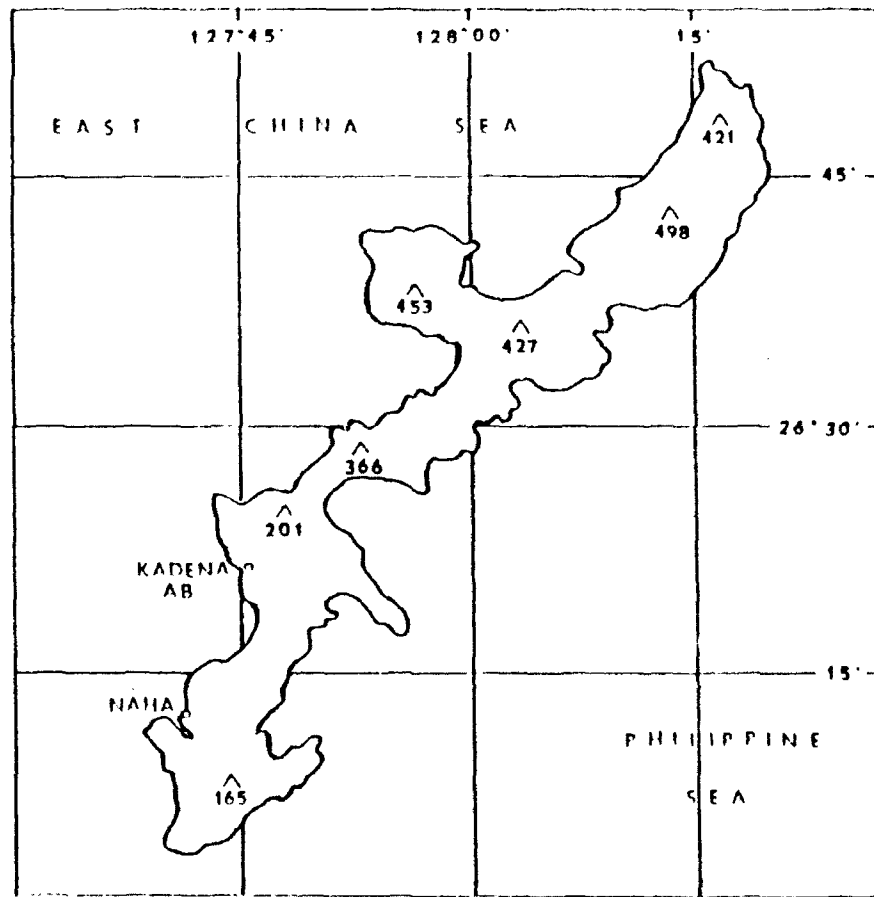 127°45' 128°00' 15'
EAST CHINA SEA
421
45'
498
453
427
26°30'
366
201
KADENA
AB
15'
NAHA
PHILIPPINE
SEA
165